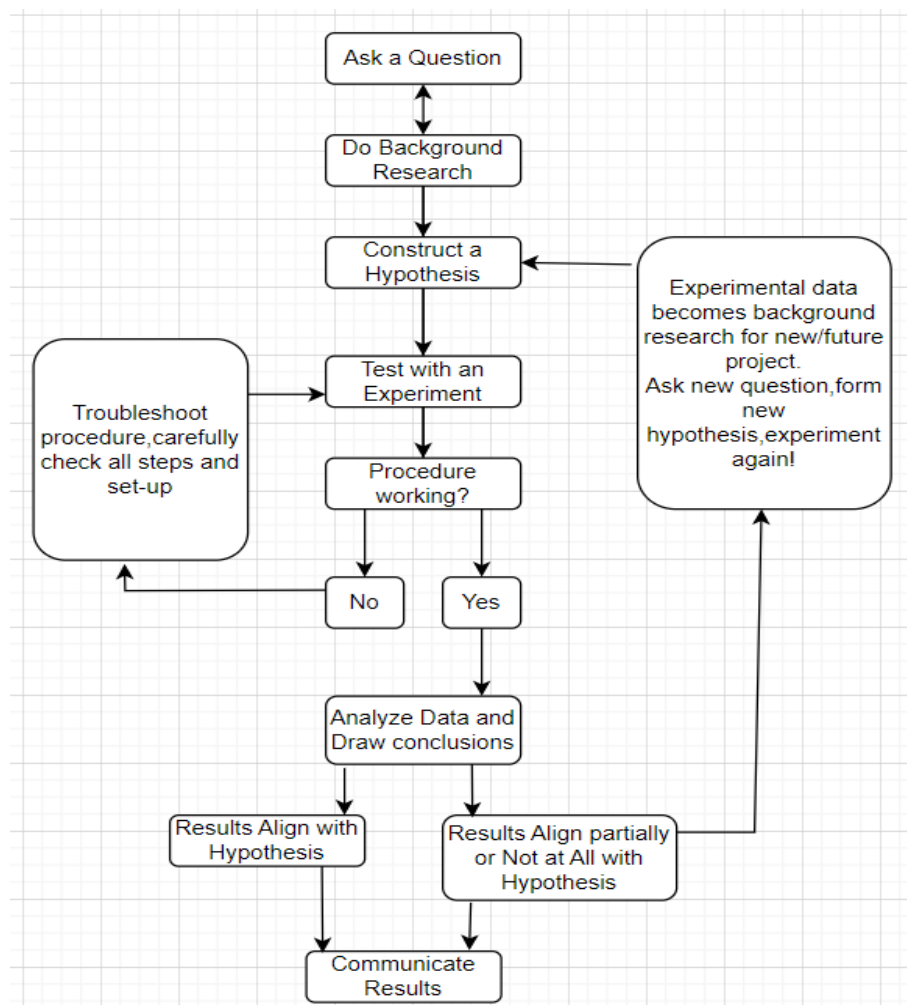 Ask a Question
Do Background
Research
Construct a
Hypothesis
Experimental data
becomes background
research for new/future
project.
Ask new question,form
new
hypothesis,experiment
again!
Test with an
Experiment
Troubleshoot
procedure,carefully
check all steps and
set-up
Procedure
working?
No
Yes
Analyze Data and
Draw conclusions
Results Align with
Hypothesis
Results Align partially
or Not at All with
Hypothesis
Communicate
Results